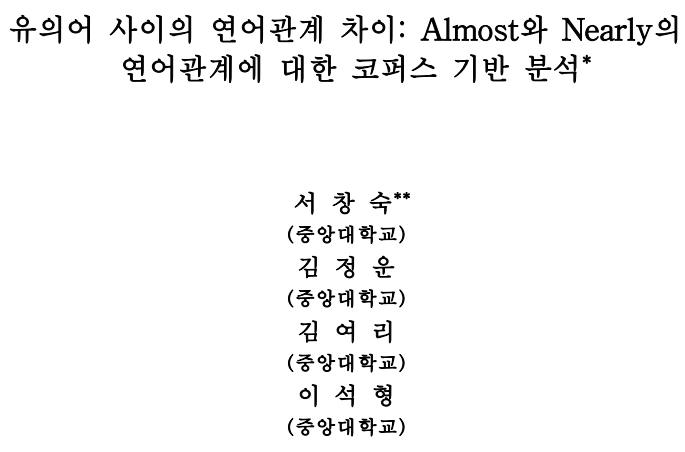 유의어 사이의 연어관계 차이: Almost와 Nearly의
연어관계에 대한 코퍼스 기반 분석*
서 창 숙**
(중앙대학교)
김 정 운
(중앙대학교)
김 여 리
(중앙대학교)
이 석 형
(중앙대학교)